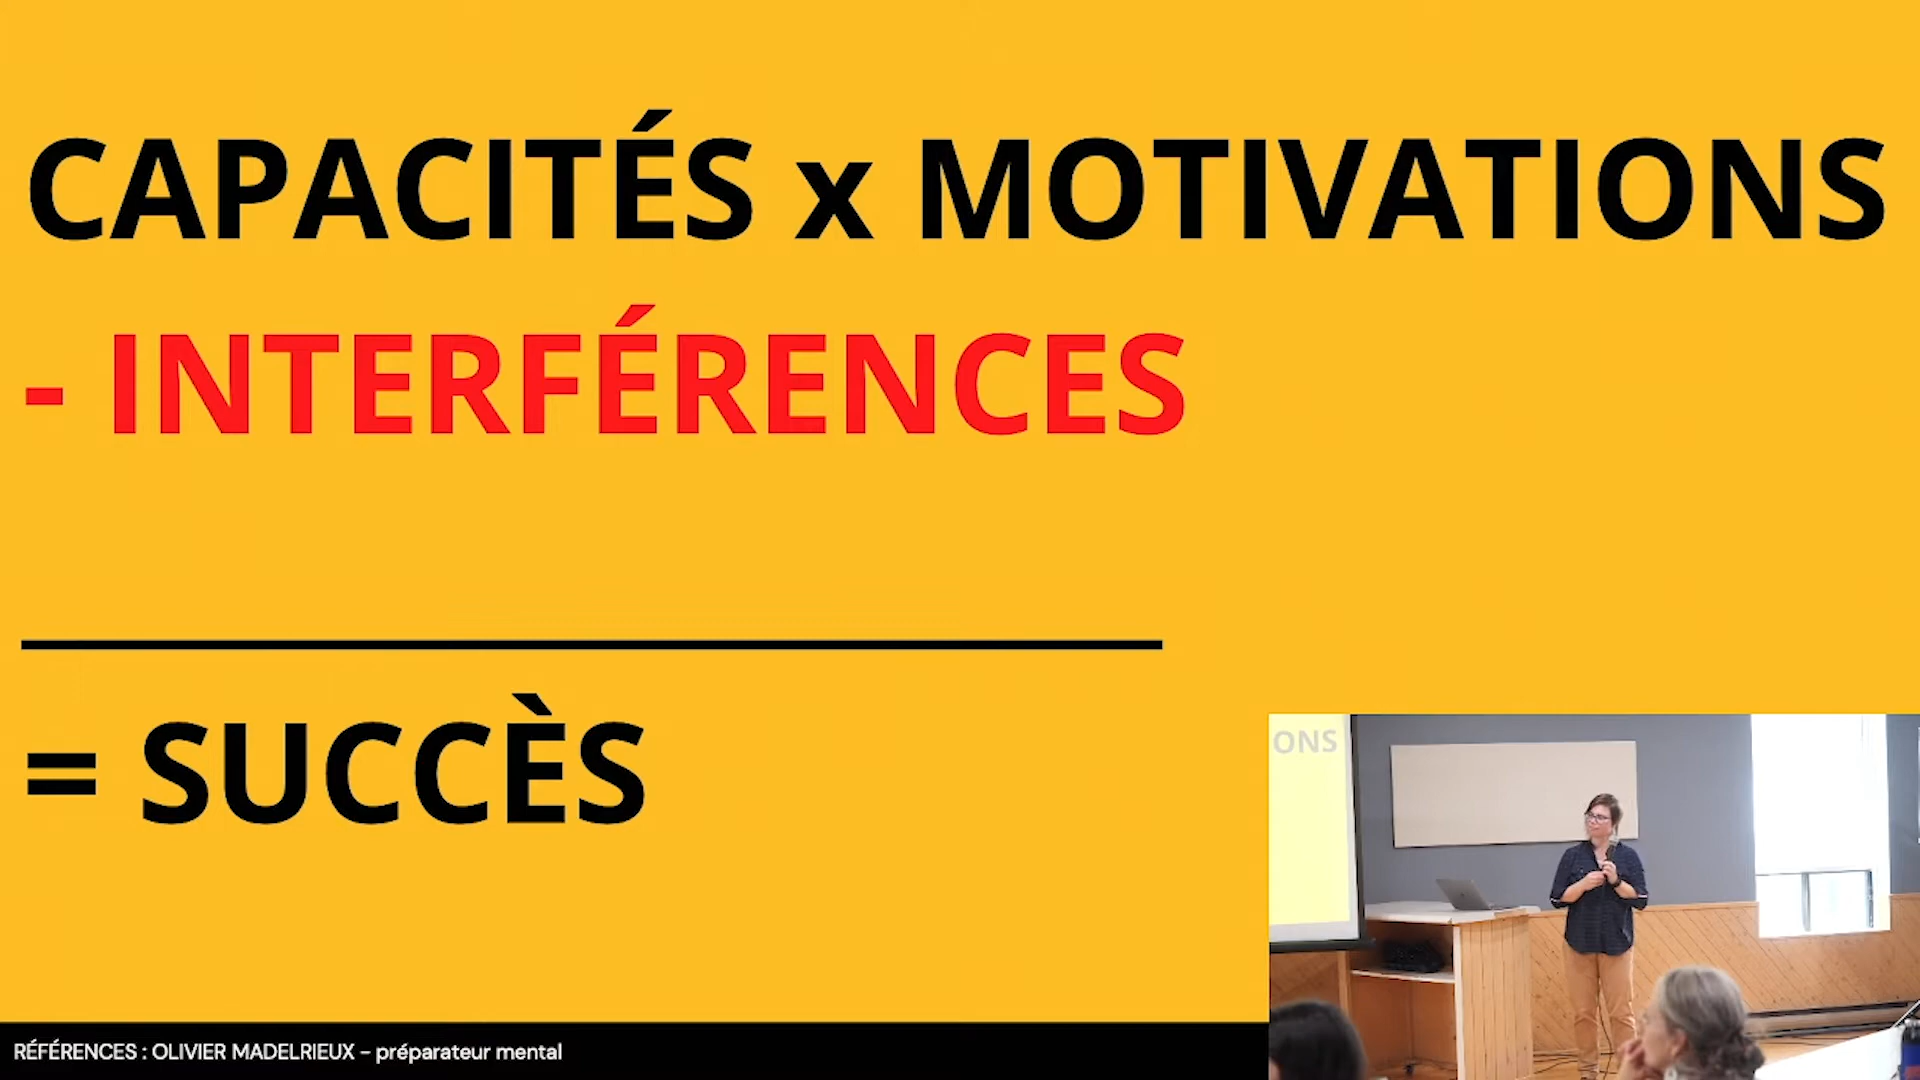 CAPACITÉS x MOTIVATIONS
- INTERFÉRENCES
= SUCCÈS
ONS
RÉFÉRENCES : OLIVIER MADELRIEUX - préparateur mental